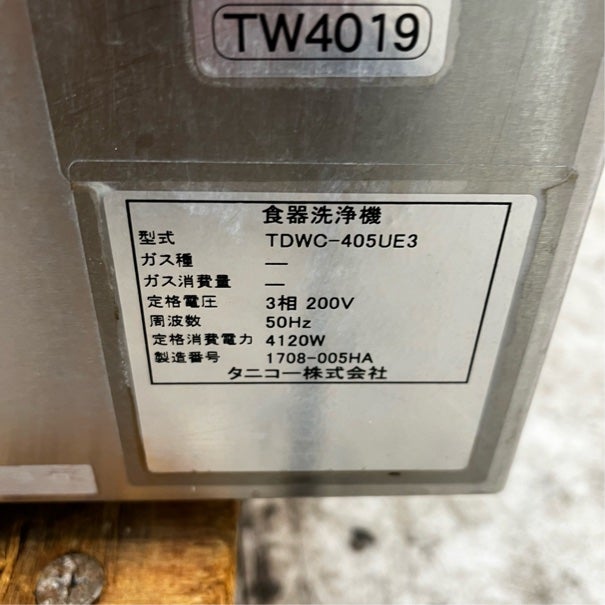 TW4019
食器洗浄機
型式 TDWC-405UE3
ガス種 —
ガス消費量 —
定格電圧 3相 200V
周波数 50Hz
定格消費電力 4120W
製造番号 1708-005HA
タニコー株式会社